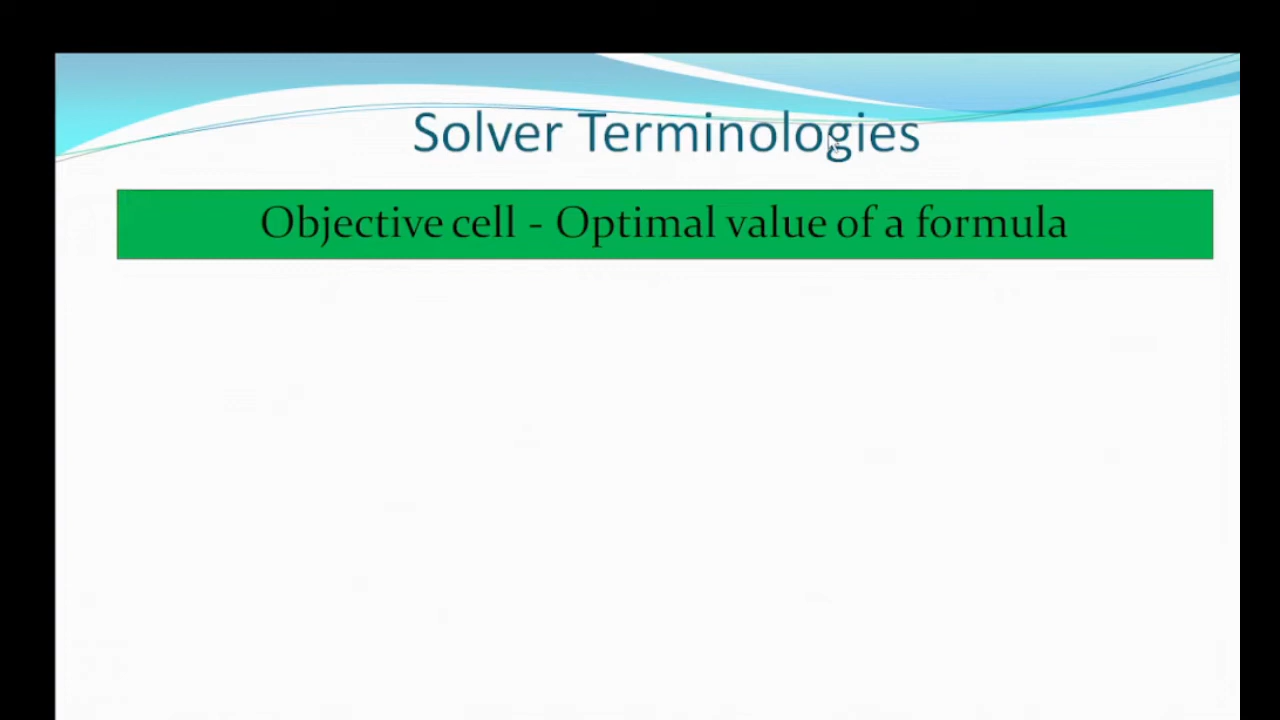 Solver Terminologies
Objective cell - Optimal value of a formula